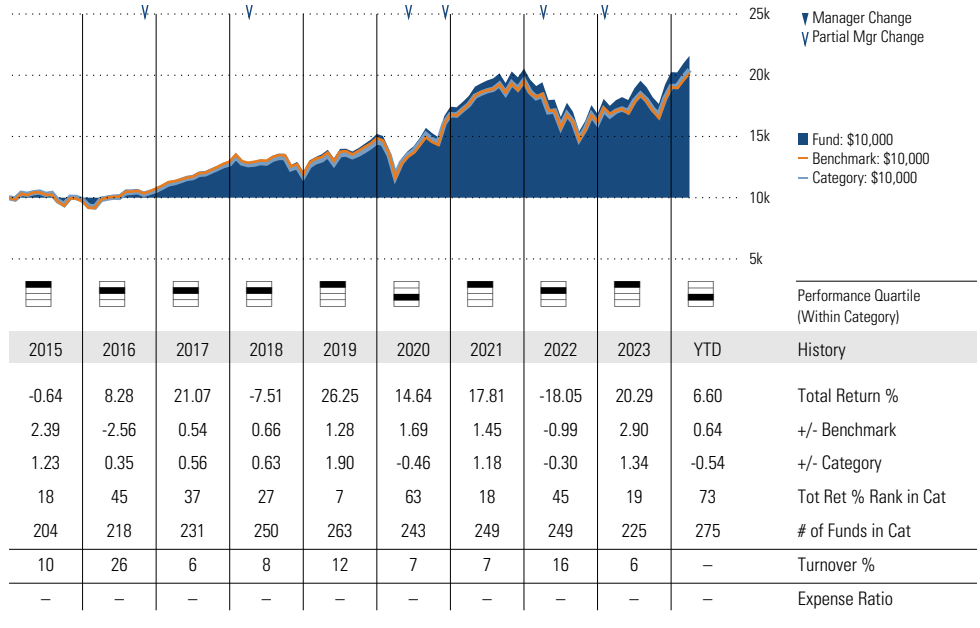 25k
▼ Manager Change
V Partial Mgr Change
20k
15k
Fund: $10,000
Benchmark: $10,000
Category: $10,000
10k
5k
Performance Quartile
(Within Category)
2015 2016 2017 2018 2019 2020 2021 2022 2023 YTD History
-0.64 8.28 21.07 -7.51 26.25 14.64 17.81 -18.05 20.29 6.60 Total Return %
2.39 -2.56 0.54 0.66 1.28 1.69 1.45 -0.99 2.90 0.64 +/- Benchmark
1.23 0.35 0.56 0.63 1.90 -0.46 1.18 -0.30 1.34 -0.54 +/- Category
18 45 37 27 7 63 18 45 19 73 Tot Ret % Rank in Cat
204 218 231 250 263 243 249 249 225 275 # of Funds in Cat
10 26 6 8 12 7 7 16 6 – Turnover %
– – – – – – – – – – Expense Ratio